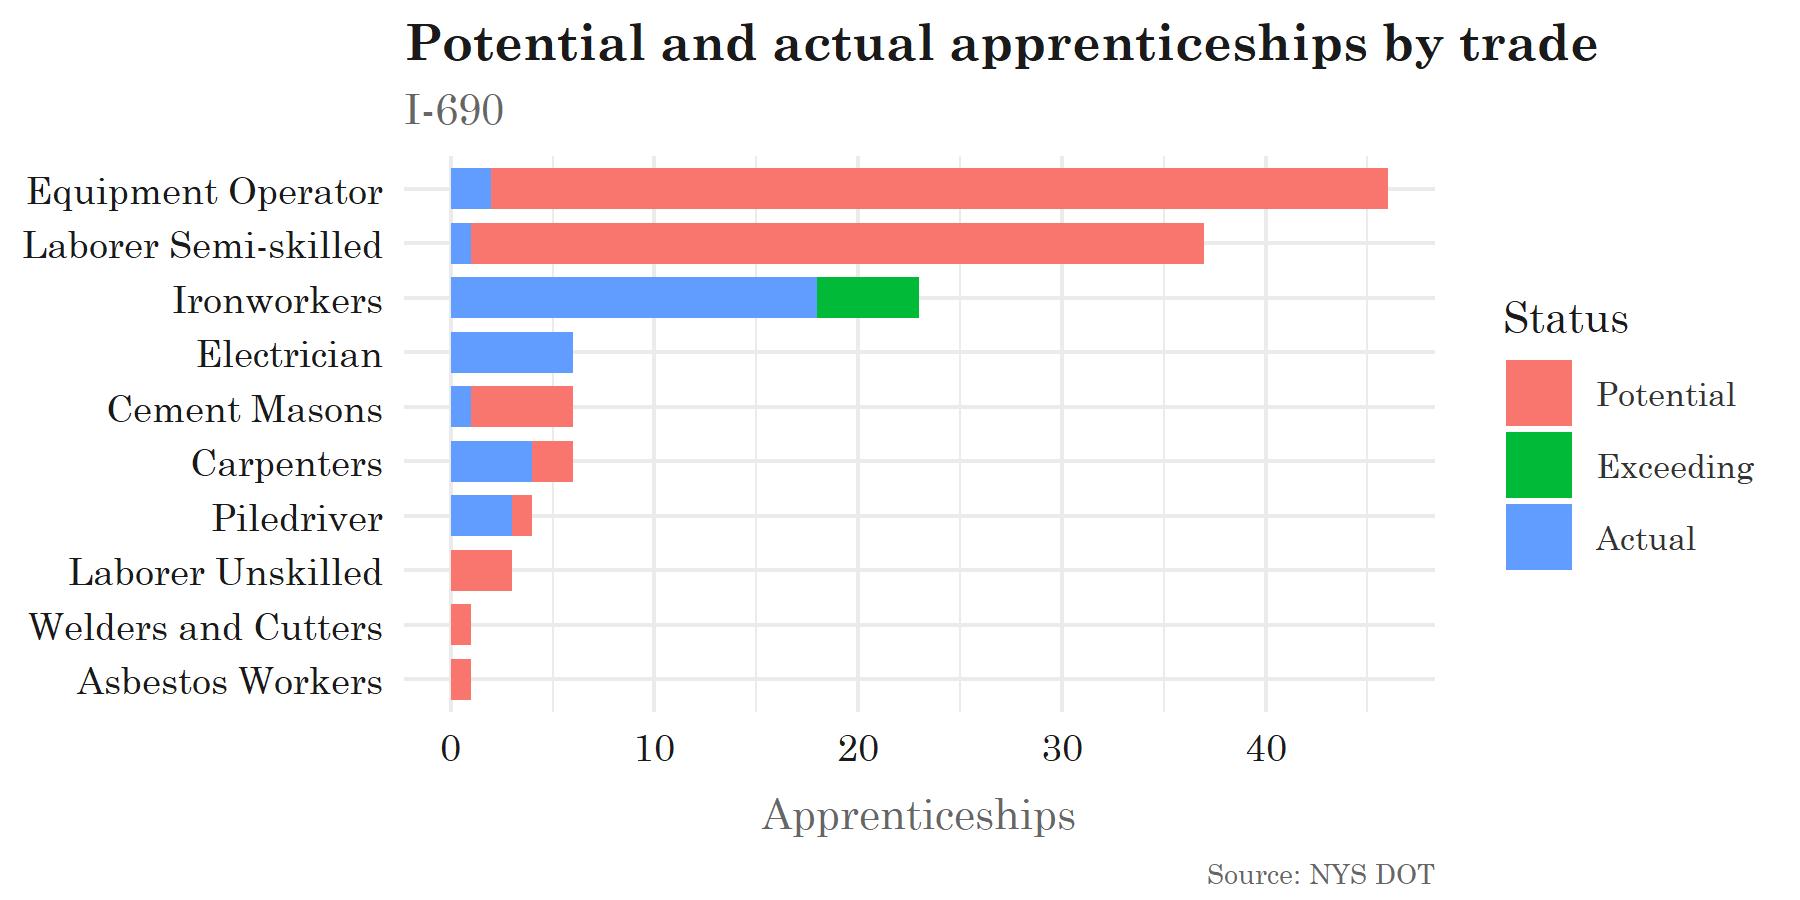 Potential and actual apprenticeships by trade
I-690
Equipment Operator
Laborer Semi-skilled
Ironworkers
Electrician
Cement Masons
Carpenters
Piledriver
Laborer Unskilled
Welders and Cutters
Asbestos Workers
0 10 20 30 40
Apprenticeships
Status
Potential
Exceeding
Actual
Source: NYS DOT